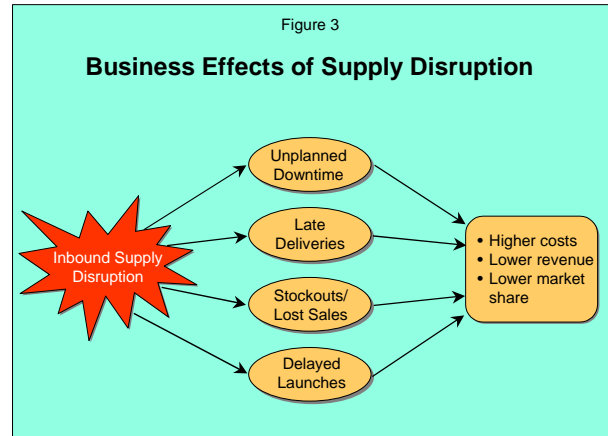 Figure 3
Business Effects of Supply Disruption
Unplanned
Downtime
Late
Deliveries
Inbound Supply
Disruption
Stockouts/
Lost Sales
Delayed
Launches
• Higher costs
• Lower revenue
• Lower market
share